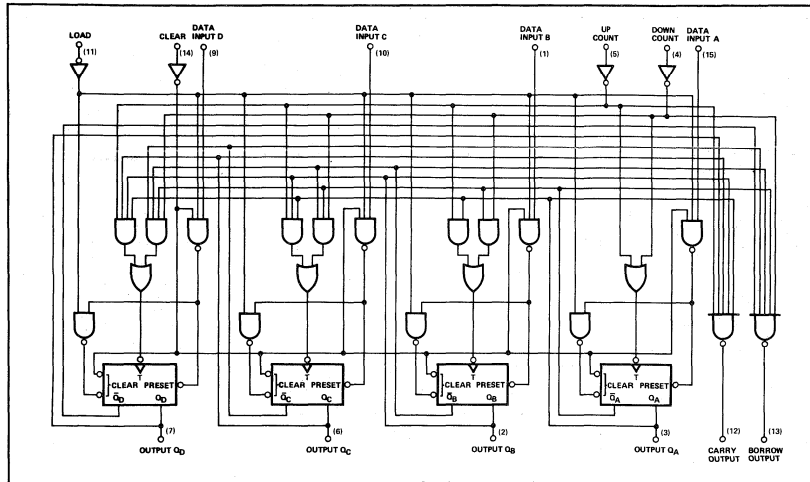 LOAD
(11)
CLEAR
(14)
DATA
INPUT D
(9)
DATA
INPUT C
(10)
DATA
INPUT B
(1)
UP
COUNT
(5)
DOWN
COUNT
(4)
DATA
INPUT A
(15)
T
CLEAR PRESET
Q̅D QD
T
CLEAR PRESET
Q̅C QC
T
CLEAR PRESET
Q̅B QB
T
CLEAR PRESET
Q̅A QA
(7)
OUTPUT QD
(6)
OUTPUT QC
(2)
OUTPUT QB
(3)
OUTPUT QA
(12)
CARRY
OUTPUT
(13)
BORROW
OUTPUT